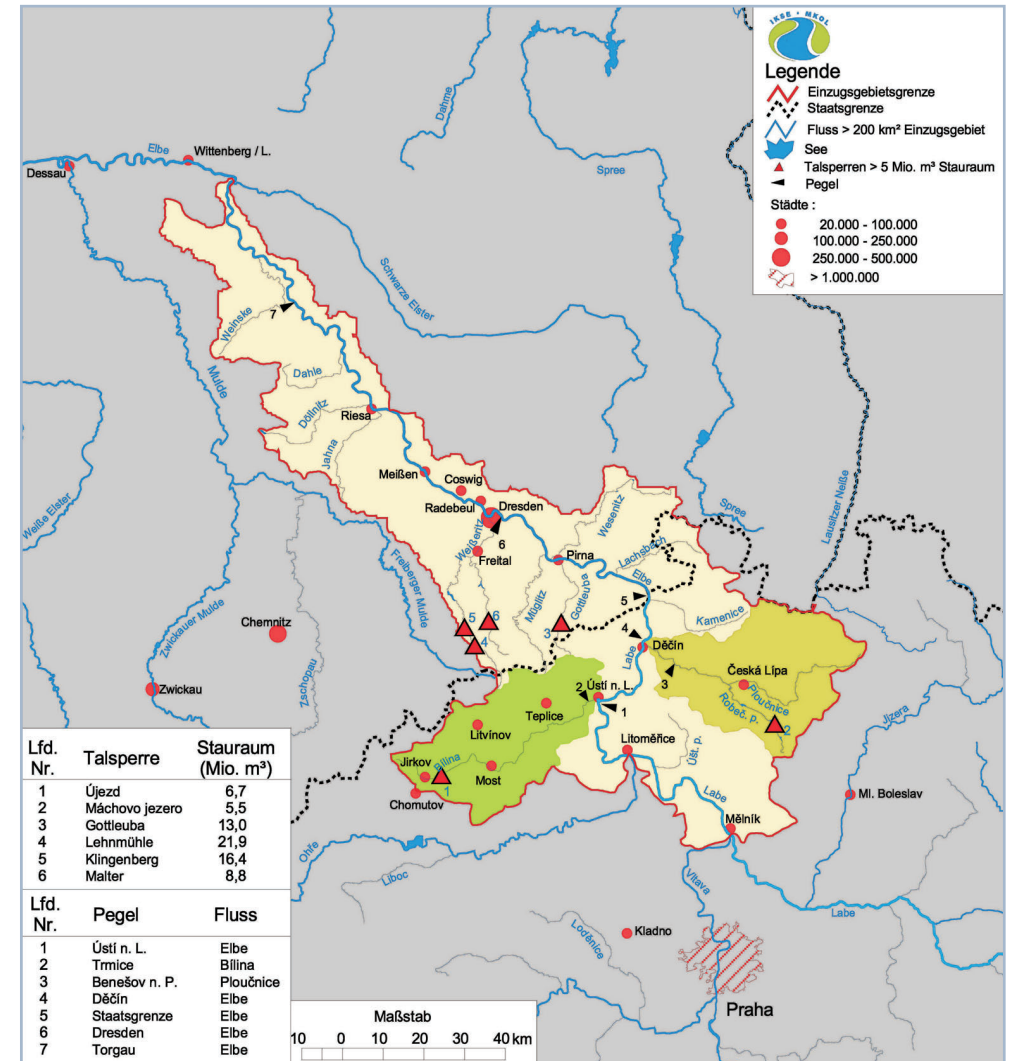 IKSE • MKOL
Legende
Einzugsgebietsgrenze
Staatsgrenze
Fluss > 200 km² Einzugsgebiet
See
Talsperren > 5 Mio. m³ Stauraum
Pegel
Städte :
20.000 - 100.000
100.000 - 250.000
250.000 - 500.000
> 1.000.000
Dahme
Elbe
Wittenberg / L.
Dessau
Spree
Schwarze Elster
7
Weinske
Mulde
Dahle
Döllnitz
Riesa
Jahna
Meißen
Coswig
Radebeul
Dresden
6
Weißeritz
Freital
Wesenitz
Spree
Lausitzer Neiße
Weiße Elster
Freiberger Mulde
Pirna
Lachsbach
Elbe
5
Müglitz
Gottleuba
Kamenice
5
6
4
3
4
Zwickauer Mulde
Chemnitz
Zschopau
Zwickau
Děčín
Labe
3
Česká Lípa
Ploučnice
Robeč. p.
2
Jizera
2
Ústí n. L.
1
Teplice
Litvínov
Bílina
Jirkov
Most
1
Chomutov
Litoměřice
Úšt. p.
Labe
Ml. Boleslav
Mělník
Ohře
Liboc
Vltava
Labe
Loděnice
Kladno
Praha
Lfd. Nr. Talsperre Stauraum (Mio. m³)
1 Újezd 6,7
2 Máchovo jezero 5,5
3 Gottleuba 13,0
4 Lehnmühle 21,9
5 Klingenberg 16,4
6 Malter 8,8
Lfd. Nr. Pegel Fluss
1 Ústí n. L. Elbe
2 Trmice Bílina
3 Benešov n. P. Ploučnice
4 Děčín Elbe
5 Staatsgrenze Elbe
6 Dresden Elbe
7 Torgau Elbe
Maßstab
10 0 10 20 30 40 km